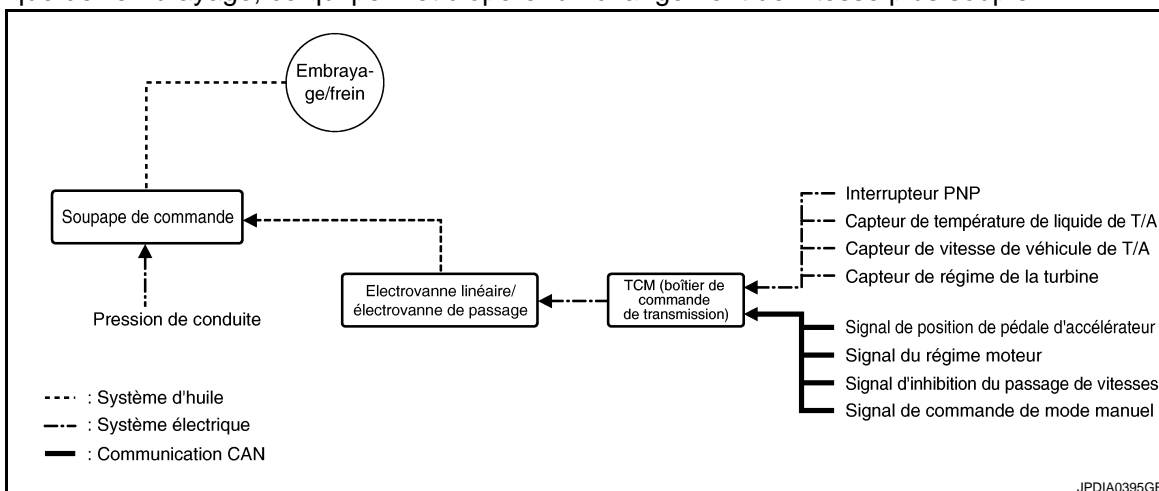 Embraya-
ge/frein
Soupape de commande
Pression de conduite
Electrovanne linéaire/
électrovanne de passage
TCM (boîtier de
commande
de transmission)
Interrupteur PNP
Capteur de température de liquide de T/A
Capteur de vitesse de véhicule de T/A
Capteur de régime de la turbine
Signal de position de pédale d'accélérateur
Signal du régime moteur
Signal d'inhibition du passage de vitesses
Signal de commande de mode manuel
: Système d'huile
: Système électrique
: Communication CAN